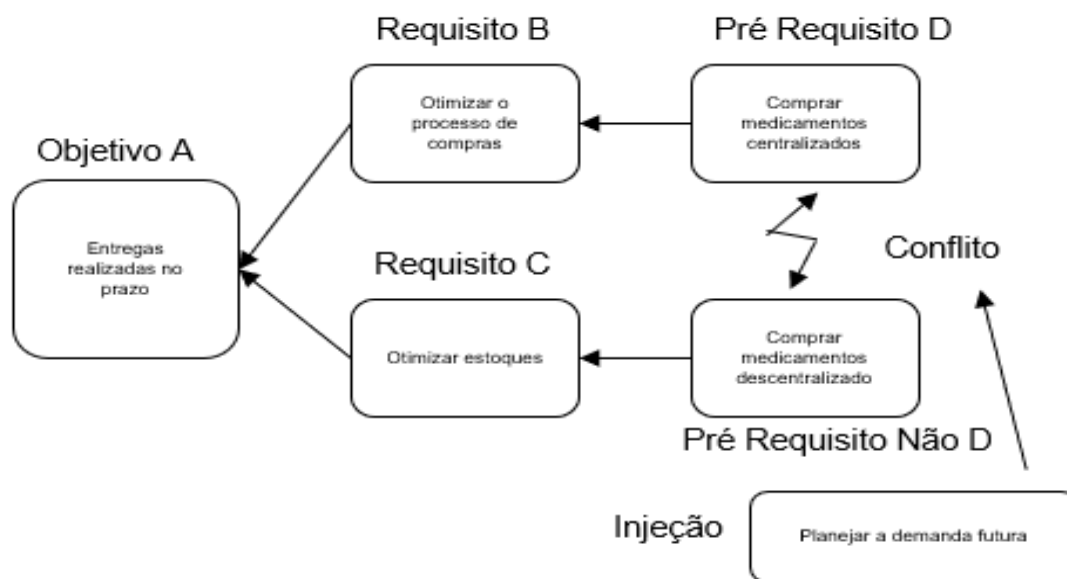 Requisito B
Pré Requisito D
Otimizar o
processo de
compras
Comprar
medicamentos
centralizados
Objetivo A
Entregas
realizadas no
prazo
Requisito C
Conflito
Otimizar estoques
Comprar
medicamentos
descentralizado
Pré Requisito Não D
Injeção
Planejar a demanda futura